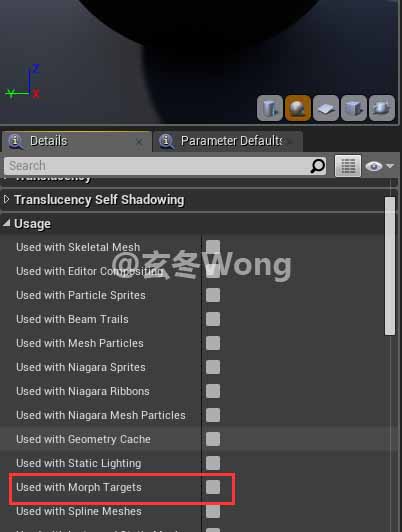 Z
Y
X
Details
Parameter Defaults
Search
Translucency
Translucency Self Shadowing
Usage
Used with Skeletal Mesh
Used with Editor Compositing
@玄冬Wong
Used with Particle Sprites
Used with Beam Trails
Used with Mesh Particles
Used with Niagara Sprites
Used with Niagara Ribbons
Used with Niagara Mesh Particles
Used with Geometry Cache
Used with Static Lighting
Used with Morph Targets
Used with Spline Meshes